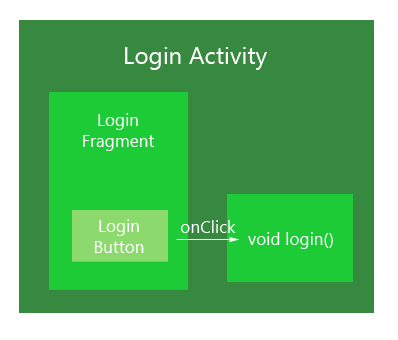 Login Activity
Login
Fragment
Login
Button
onClick
void login()